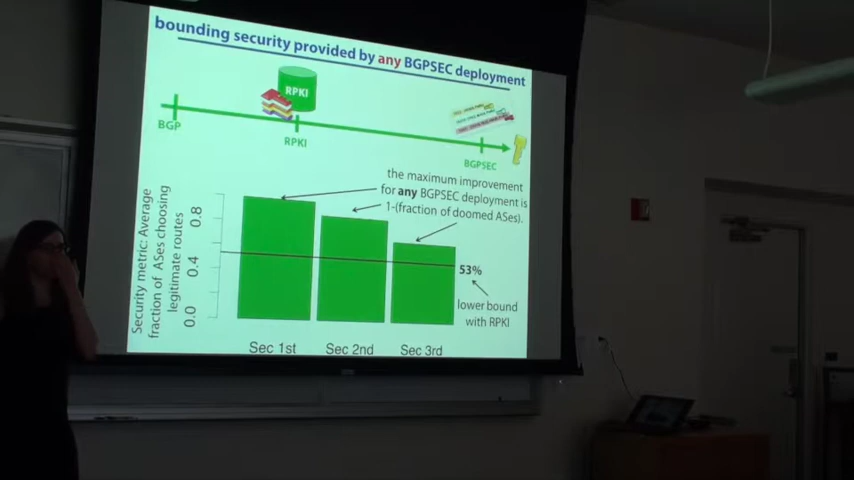 bounding security provided by any BGPSEC deployment
RPKI
BGP
RPKI
BGPSEC
the maximum improvement
for any BGPSEC deployment is
1-(fraction of doomed ASes).
Security metric: Average
fraction of ASes choosing
legitimate routes
0.8
0.4
0.0
53%
lower bound
with RPKI
Sec 1st
Sec 2nd
Sec 3rd